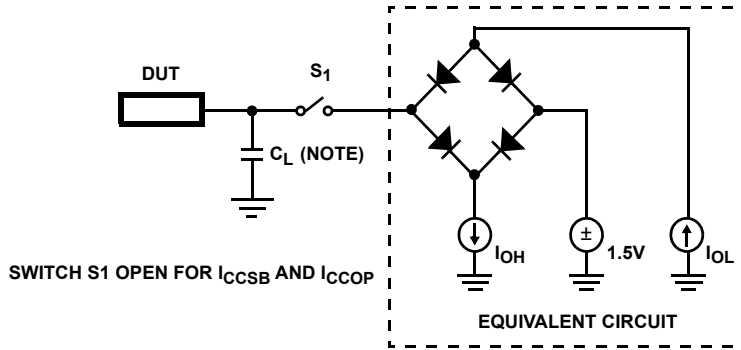 DUT
S1
CL (NOTE)
±
IOH
1.5V
IOL
SWITCH S1 OPEN FOR ICCSB AND ICCOP
EQUIVALENT CIRCUIT